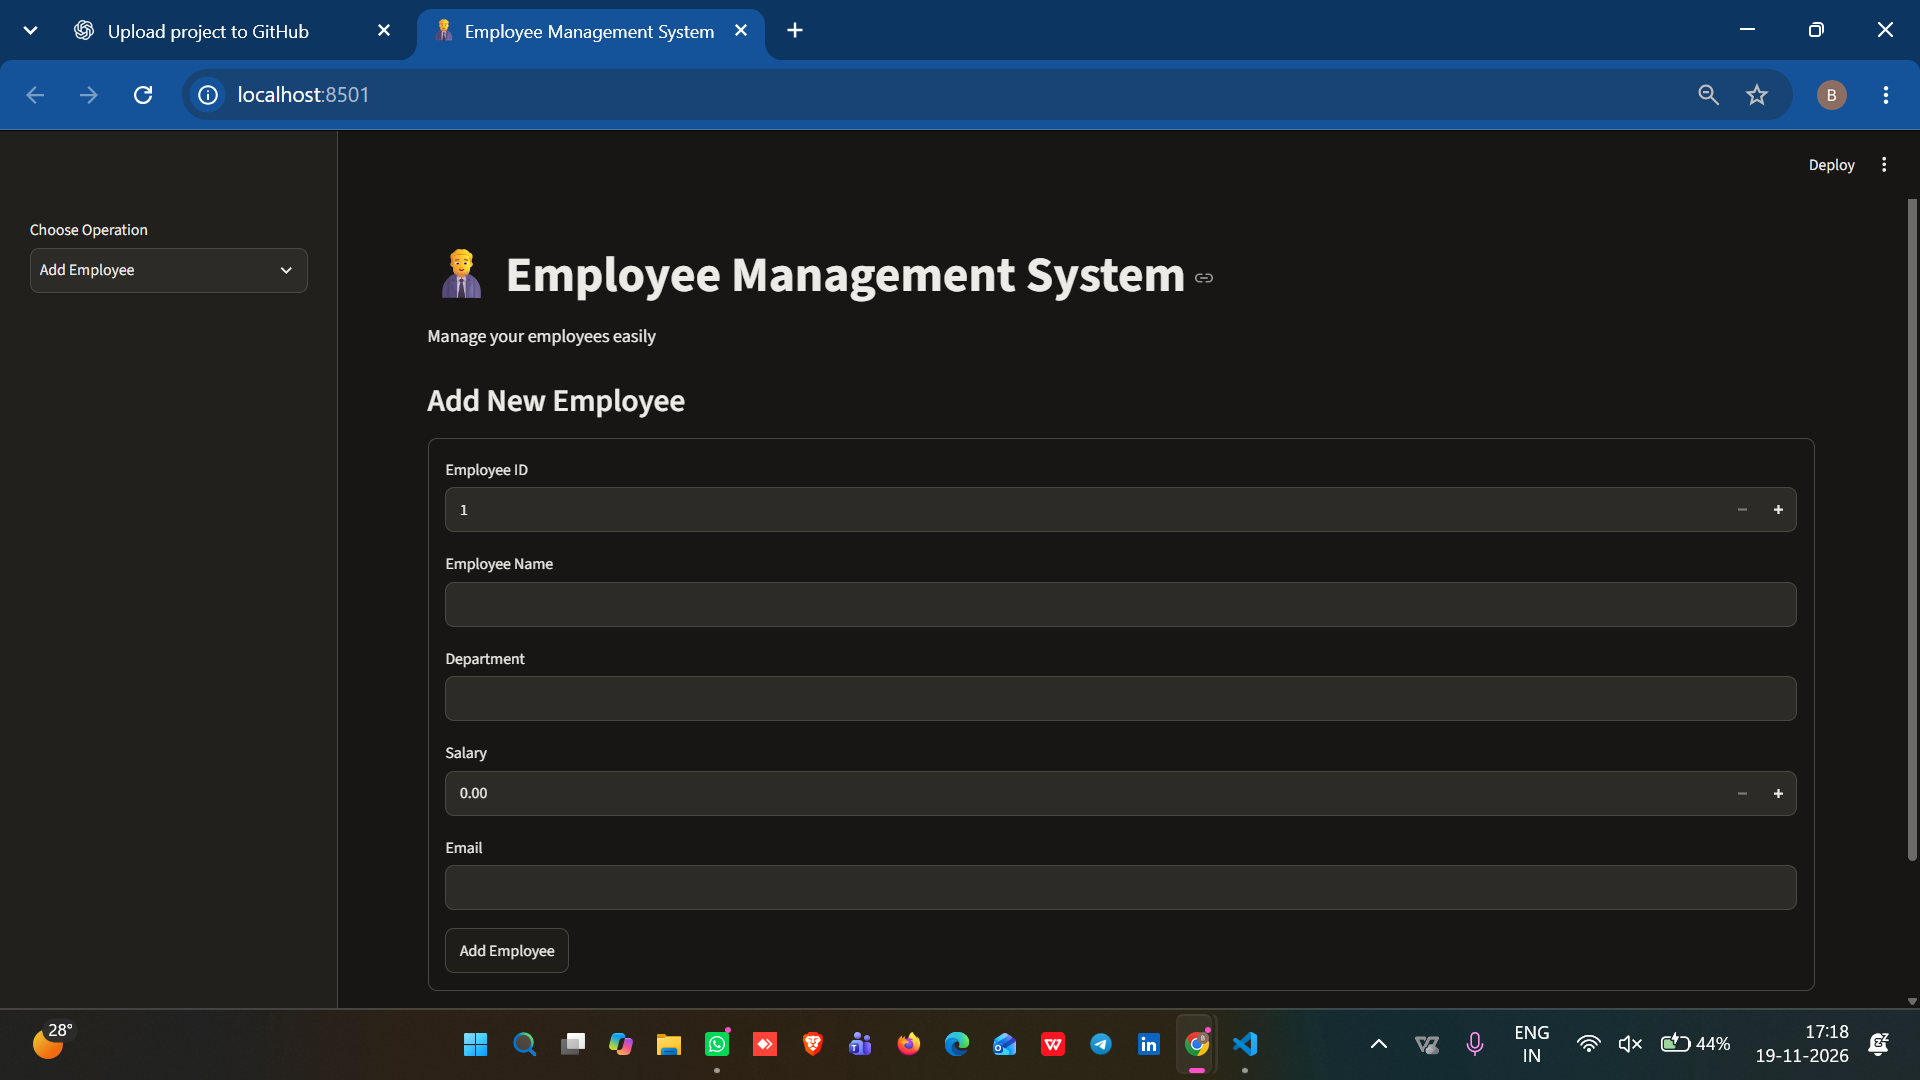 Upload project to GitHub
Employee Management System
localhost:8501
B
Deploy
Choose Operation
Add Employee
Employee Management System
Manage your employees easily
Add New Employee
Employee ID
1
Employee Name
Department
Salary
0.00
Email
Add Employee
28°
ENG
IN
44%
17:18
19-11-2026